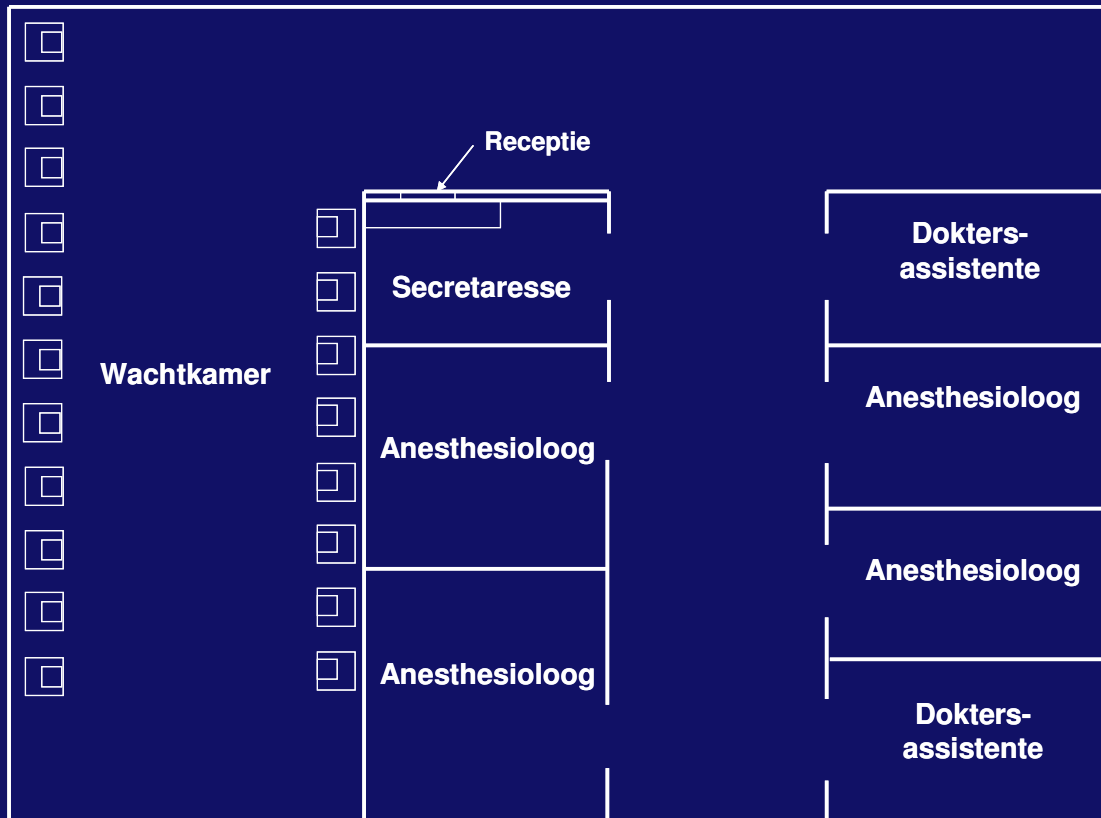 Receptie
Dokters-
assistente
Secretaresse
Wachtkamer
Anesthesioloog
Anesthesioloog
Anesthesioloog
Anesthesioloog
Dokters-
assistente